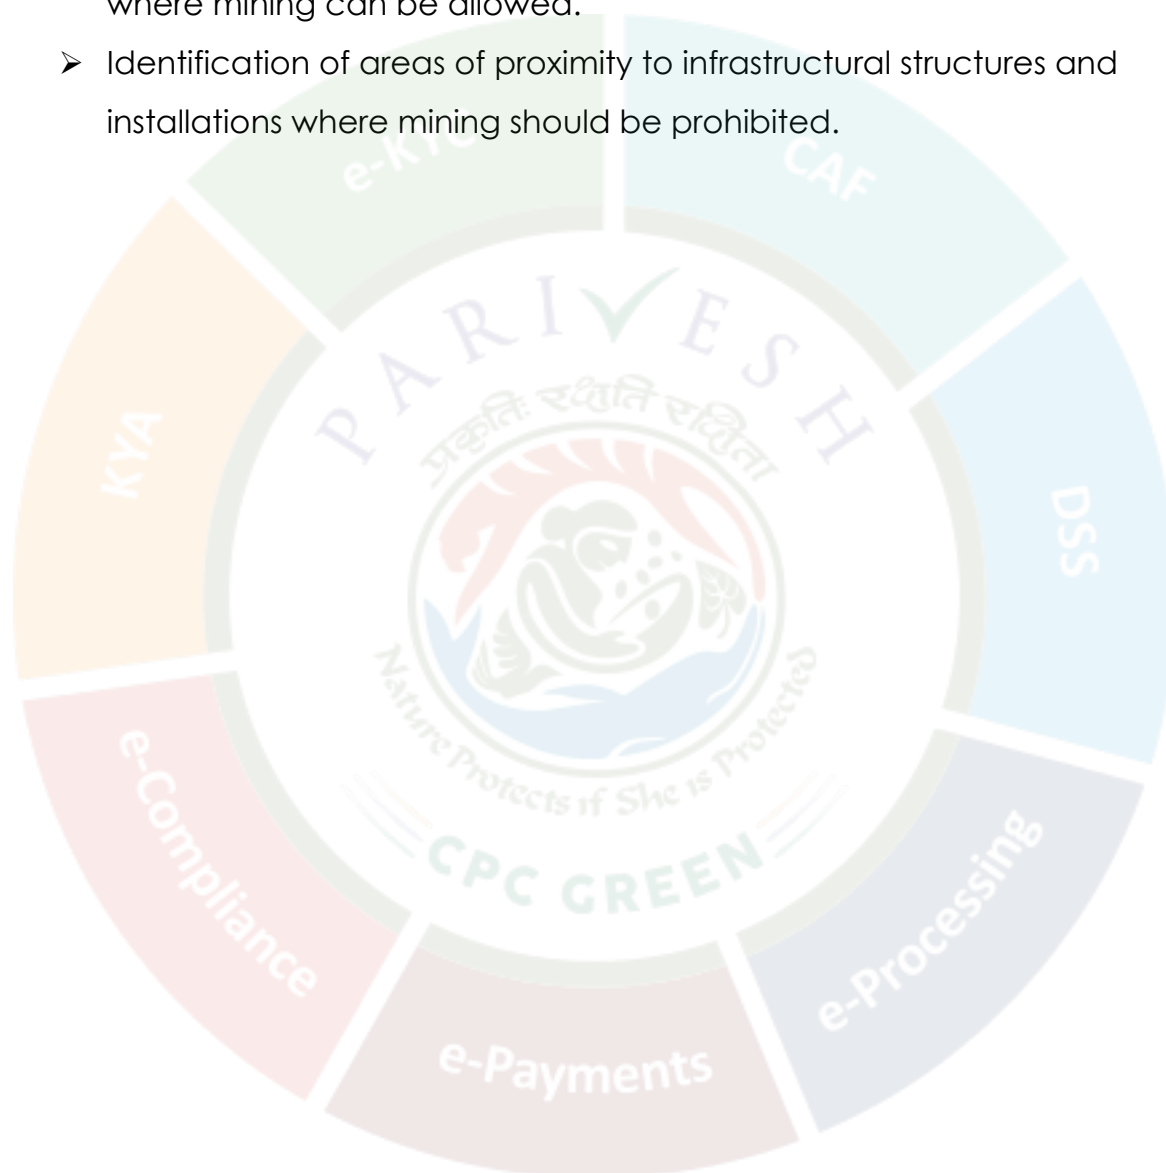 where mining can be allowed.
➢ Identification of areas of proximity to infrastructural structures and
installations where mining should be prohibited.
e-KYC
CAF
KYA
PARIVESH
DSS
प्रकृतिः रक्षति रक्षिता
Nature Protects if She is Protected
e-Compliance
CPC GREEN
e-Processing
e-Payments